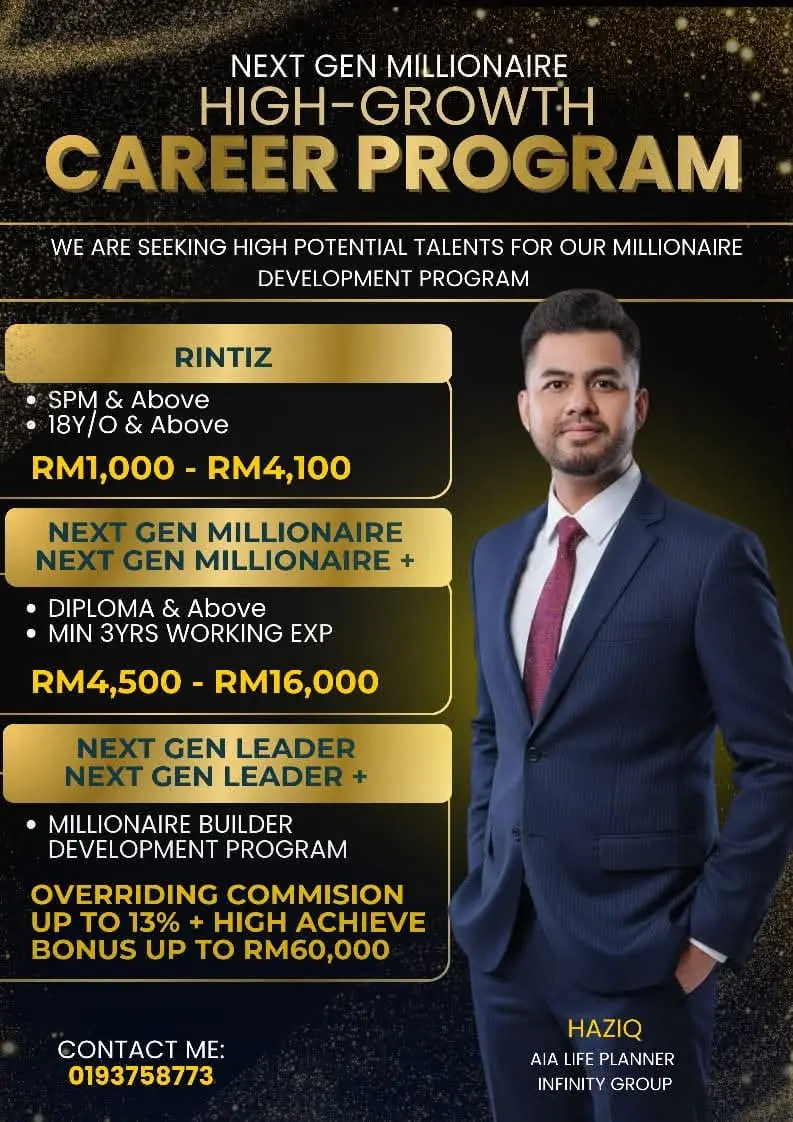 NEXT GEN MILLIONAIRE
HIGH-GROWTH
CAREER PROGRAM
WE ARE SEEKING HIGH POTENTIAL TALENTS FOR OUR MILLIONAIRE
DEVELOPMENT PROGRAM
RINTIZ
• SPM & Above
• 18Y/O & Above
RM1,000 - RM4,100
NEXT GEN MILLIONAIRE
NEXT GEN MILLIONAIRE +
• DIPLOMA & Above
• MIN 3YRS WORKING EXP
RM4,500 - RM16,000
NEXT GEN LEADER
NEXT GEN LEADER +
• MILLIONAIRE BUILDER
DEVELOPMENT PROGRAM
OVERRIDING COMMISION
UP TO 13% + HIGH ACHIEVE
BONUS UP TO RM60,000
CONTACT ME:
0193758773
HAZIQ
AIA LIFE PLANNER
INFINITY GROUP